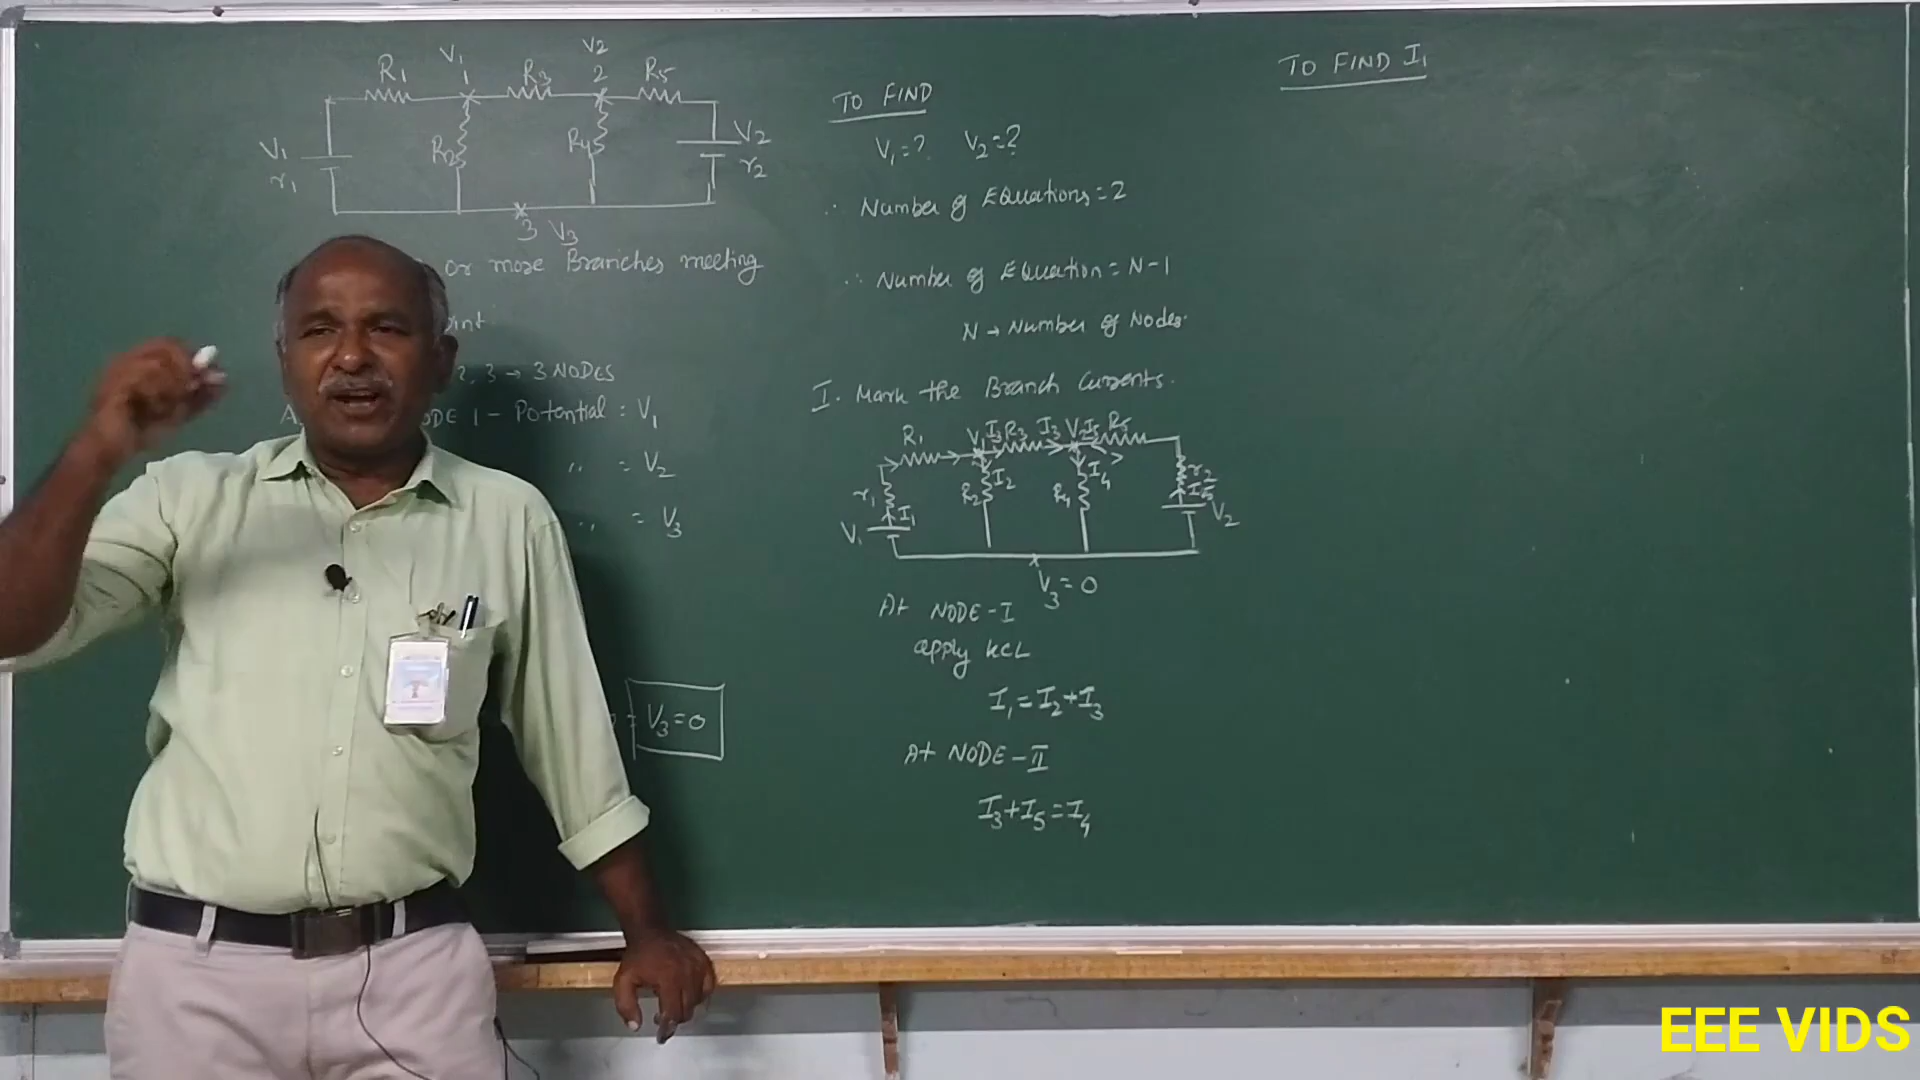 V1 V2
R1 1 R3 2 R5
V1 R2 R4 V2
r1 r2
3 V3
or more Branches meeting
2, 3 → 3 NODES
NODE 1 - Potential = V1
,, = V2
,, = V3
= V3 = 0
TO FIND
V1 = ? V2 = ?
∴ Number of Equations = 2
∴ Number of Equation = N-1
N → Number of Nodes.
I. Mark the Branch Currents.
R1 V1 I3 R3 I3 V2 I5 R5
r1 R2 I2 R4 I4 r2
V1 I1 I5 V2
V3 = 0
At NODE - I
apply KCL
I1 = I2 + I3
At NODE - II
I3 + I5 = I4
TO FIND I1
EEE VIDS